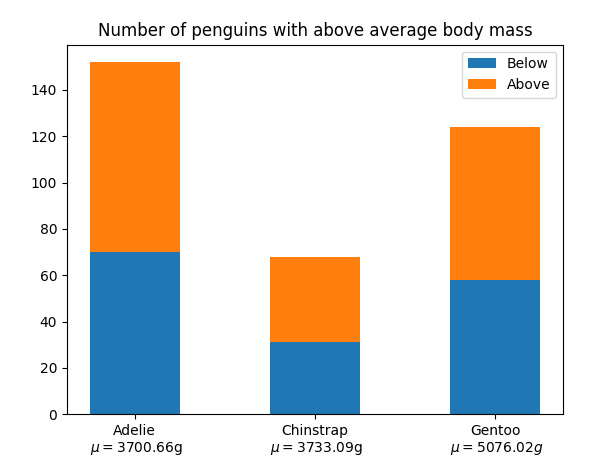 Number of penguins with above average body mass
Below
Above
140
120
100
80
60
40
20
0
Adelie
μ = 3700.66g
Chinstrap
μ = 3733.09g
Gentoo
μ = 5076.02g